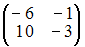 ( - 6 - 1 )
( 10 - 3 )